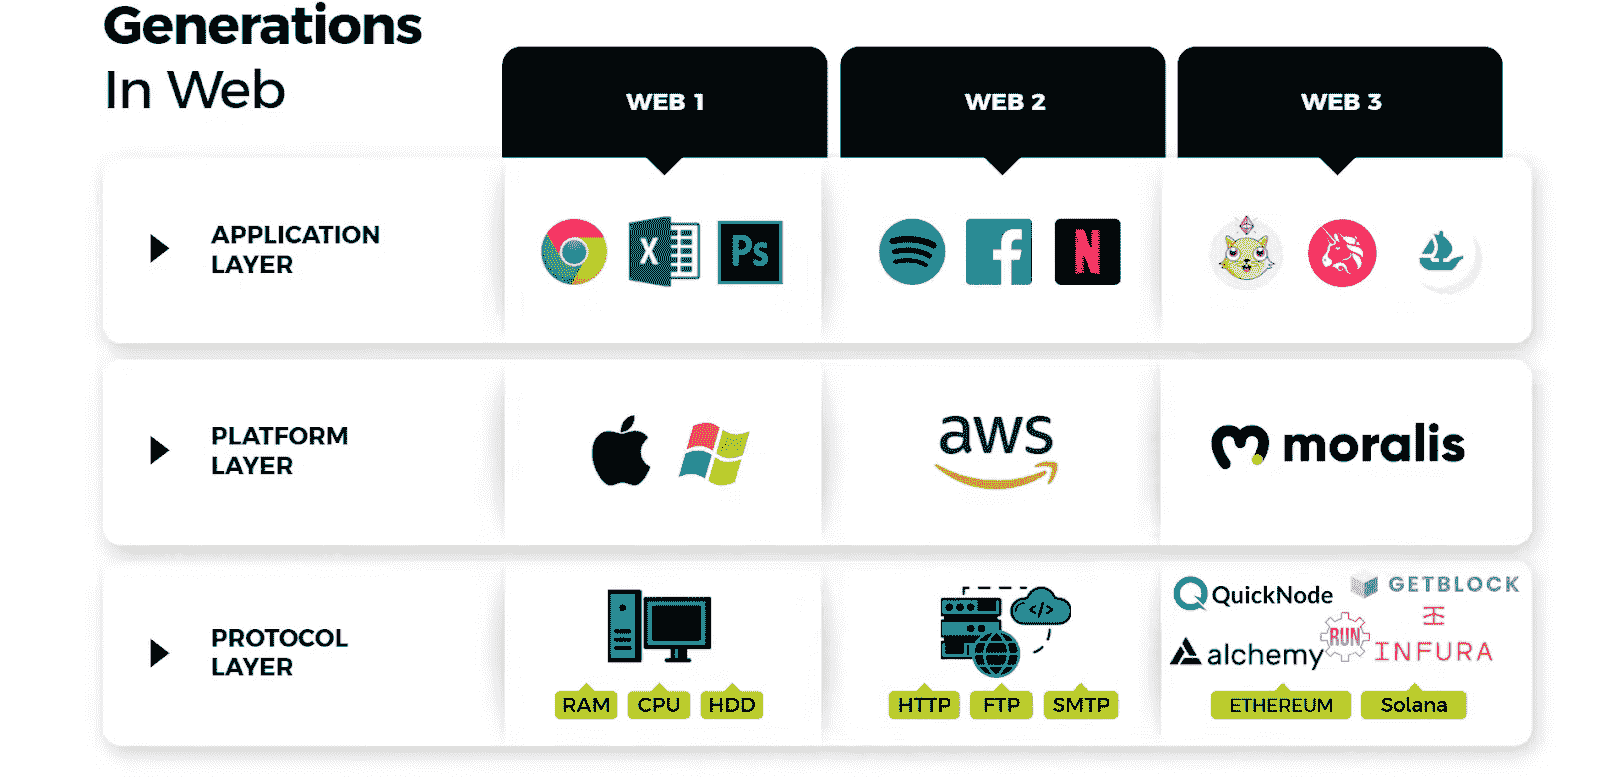 Generations
In Web
WEB 1
WEB 2
WEB 3
APPLICATION
LAYER
X
Ps
f
N
PLATFORM
LAYER
aws
moralis
PROTOCOL
LAYER
RAM
CPU
HDD
</>
HTTP
FTP
SMTP
QuickNode
GETBLOCK
alchemy
RUN
INFURA
ETHEREUM
Solana